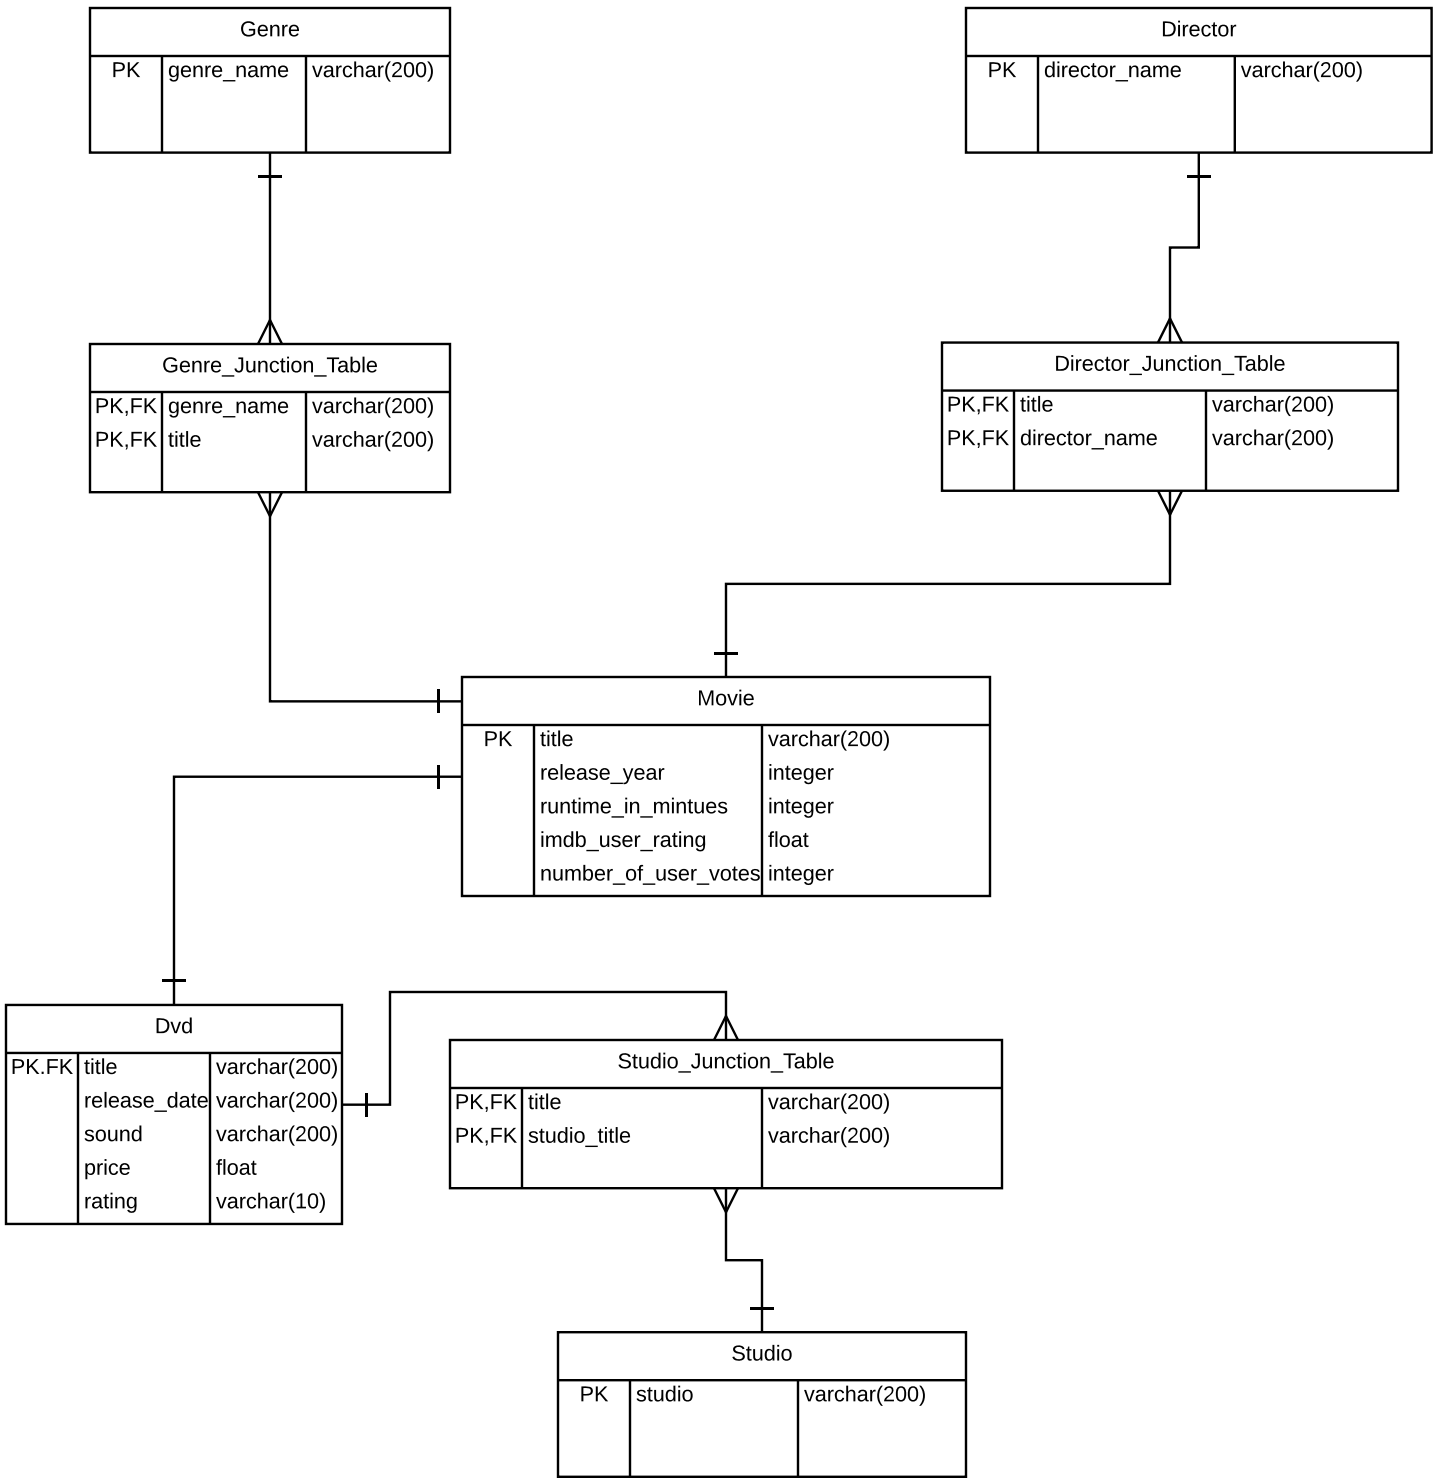 Genre
PK genre_name varchar(200)
Director
PK director_name varchar(200)
Genre_Junction_Table
PK,FK genre_name varchar(200)
PK,FK title varchar(200)
Director_Junction_Table
PK,FK title varchar(200)
PK,FK director_name varchar(200)
Movie
PK title varchar(200)
release_year integer
runtime_in_mintues integer
imdb_user_rating float
number_of_user_votes integer
Dvd
PK.FK title varchar(200)
release_date varchar(200)
sound varchar(200)
price float
rating varchar(10)
Studio_Junction_Table
PK,FK title varchar(200)
PK,FK studio_title varchar(200)
Studio
PK studio varchar(200)